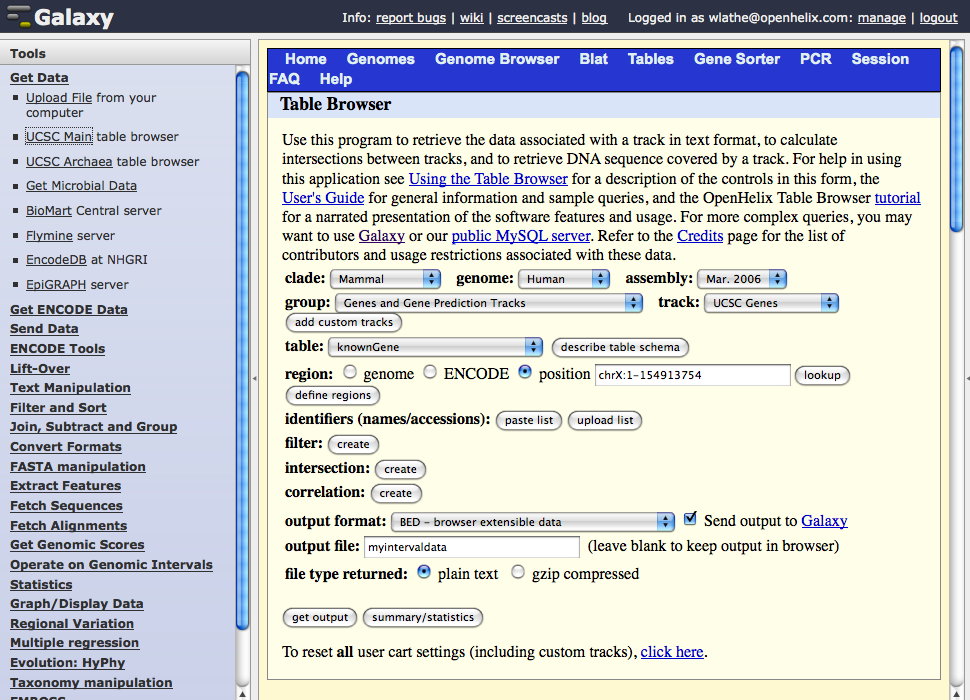 Galaxy
Info: report bugs | wiki | screencasts | blog Logged in as wlathe@openhelix.com: manage | logout
Tools
Get Data
Upload File from your
computer
UCSC Main table browser
UCSC Archaea table browser
Get Microbial Data
BioMart Central server
Flymine server
EncodeDB at NHGRI
EpiGRAPH server
Get ENCODE Data
Send Data
ENCODE Tools
Lift-Over
Text Manipulation
Filter and Sort
Join, Subtract and Group
Convert Formats
FASTA manipulation
Extract Features
Fetch Sequences
Fetch Alignments
Get Genomic Scores
Operate on Genomic Intervals
Statistics
Graph/Display Data
Regional Variation
Multiple regression
Evolution: HyPhy
Taxonomy manipulation
EMBOSS
Home Genomes Genome Browser Blat Tables Gene Sorter PCR Session
FAQ Help
Table Browser
Use this program to retrieve the data associated with a track in text format, to calculate
intersections between tracks, and to retrieve DNA sequence covered by a track. For help in using
this application see Using the Table Browser for a description of the controls in this form, the
User's Guide for general information and sample queries, and the OpenHelix Table Browser tutorial
for a narrated presentation of the software features and usage. For more complex queries, you may
want to use Galaxy or our public MySQL server. Refer to the Credits page for the list of
contributors and usage restrictions associated with these data.
clade: Mammal genome: Human assembly: Mar. 2006
group: Genes and Gene Prediction Tracks track: UCSC Genes
add custom tracks
table: knownGene describe table schema
region: genome ENCODE position chrX:1-154913754 lookup
define regions
identifiers (names/accessions): paste list upload list
filter: create
intersection: create
correlation: create
output format: BED - browser extensible data Send output to Galaxy
output file: myintervaldata (leave blank to keep output in browser)
file type returned: plain text gzip compressed
get output summary/statistics
To reset all user cart settings (including custom tracks), click here.